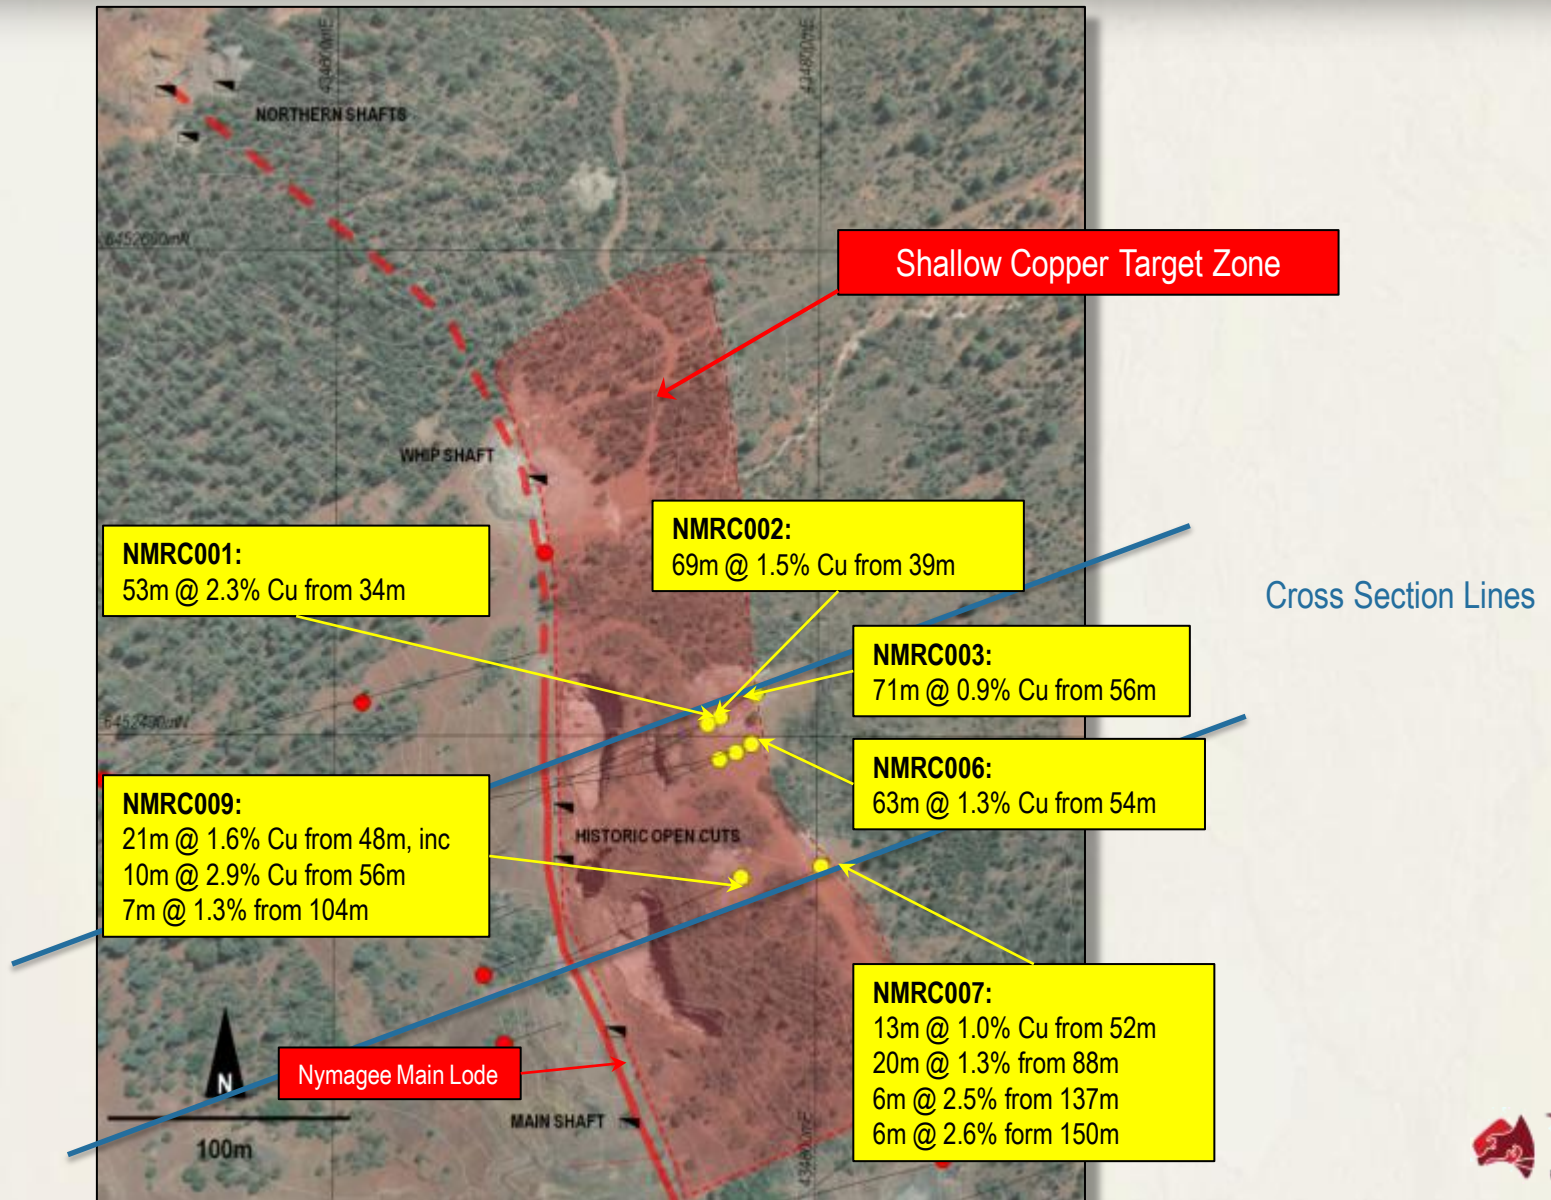 434600mE
434800mE
NORTHERN SHAFTS
6452600mN
Shallow Copper Target Zone
WHIP SHAFT
NMRC001:
53m @ 2.3% Cu from 34m
NMRC002:
69m @ 1.5% Cu from 39m
Cross Section Lines
NMRC003:
71m @ 0.9% Cu from 56m
6452400mN
NMRC006:
63m @ 1.3% Cu from 54m
NMRC009:
21m @ 1.6% Cu from 48m, inc
10m @ 2.9% Cu from 56m
7m @ 1.3% from 104m
HISTORIC OPEN CUTS
NMRC007:
13m @ 1.0% Cu from 52m
20m @ 1.3% from 88m
6m @ 2.5% from 137m
6m @ 2.6% form 150m
N
Nymagee Main Lode
MAIN SHAFT
100m
434800mE